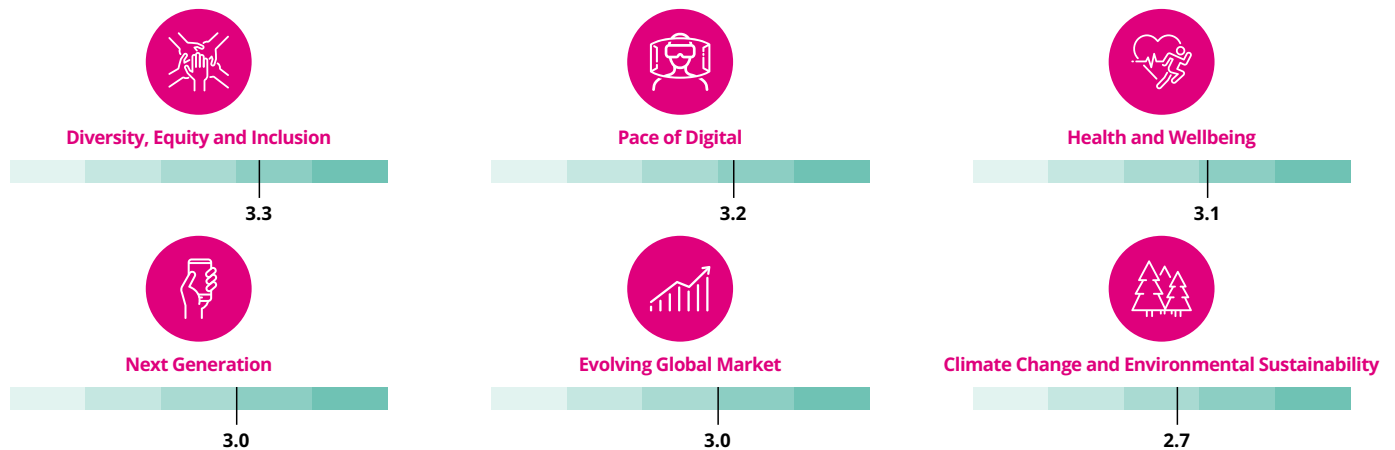 Diversity, Equity and Inclusion
3.3
Pace of Digital
3.2
Health and Wellbeing
3.1
Next Generation
3.0
Evolving Global Market
3.0
Climate Change and Environmental Sustainability
2.7